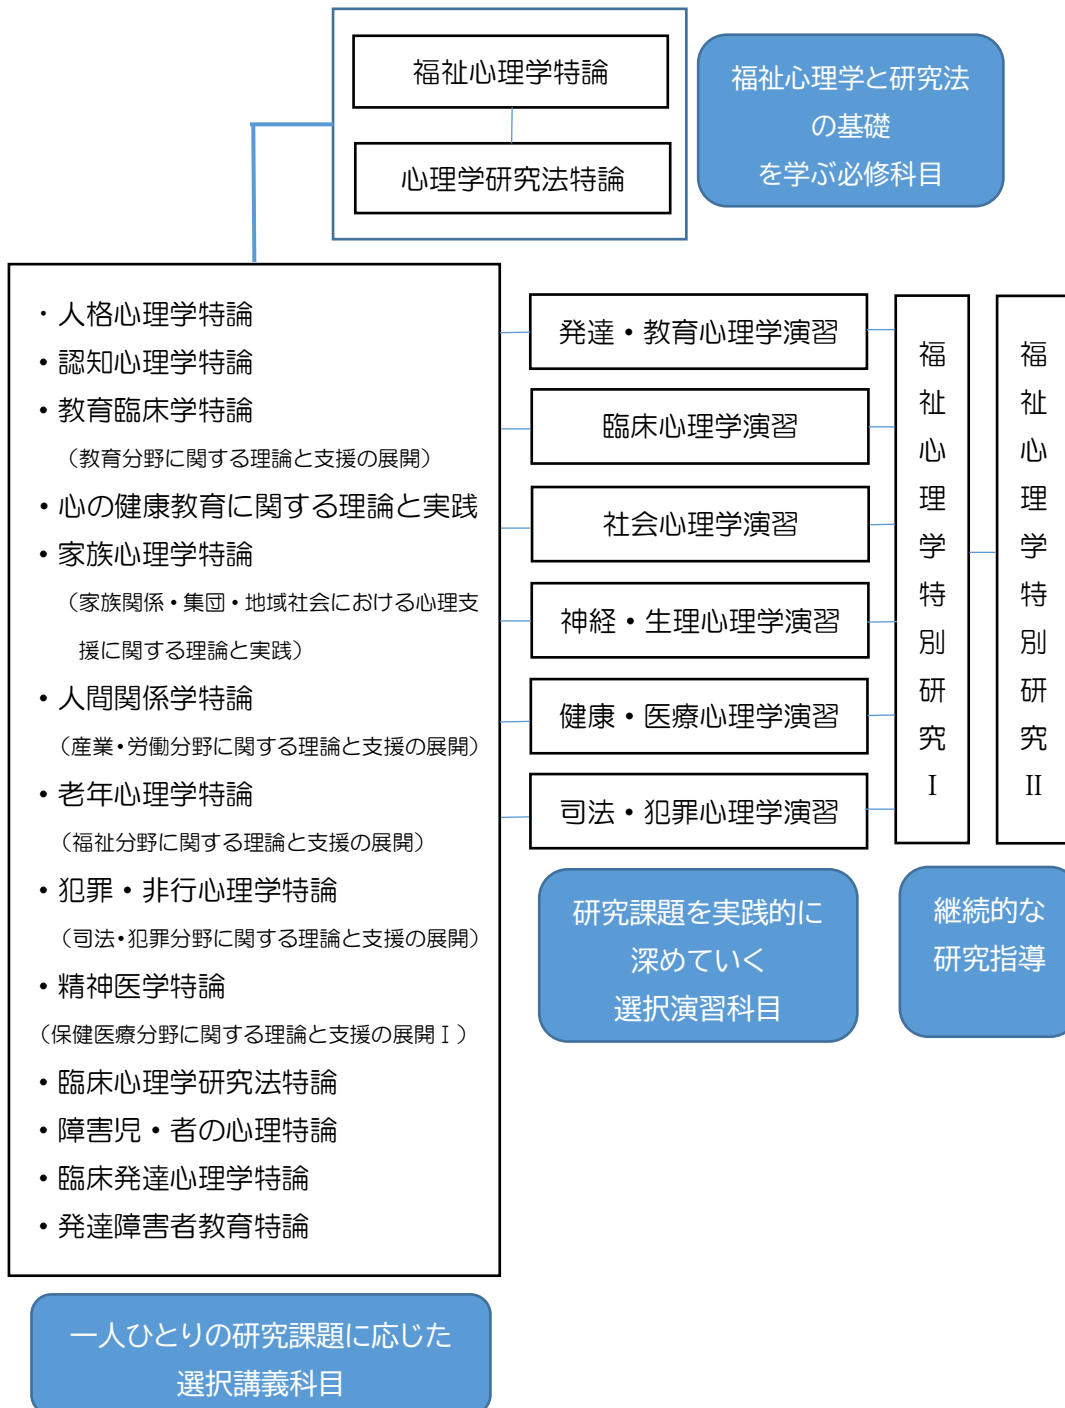 福祉心理学特論
心理学研究法特論
福祉心理学と研究法
の基礎
を学ぶ必修科目
・人格心理学特論
・認知心理学特論
・教育臨床学特論
（教育分野に関する理論と支援の展開）
・心の健康教育に関する理論と実践
・家族心理学特論
（家族関係・集団・地域社会における心理支
援に関する理論と実践）
・人間関係学特論
（産業・労働分野に関する理論と支援の展開）
・老年心理学特論
（福祉分野に関する理論と支援の展開）
・犯罪・非行心理学特論
（司法・犯罪分野に関する理論と支援の展開）
・精神医学特論
（保健医療分野に関する理論と支援の展開Ⅰ）
・臨床心理学研究法特論
・障害児・者の心理特論
・臨床発達心理学特論
・発達障害者教育特論
一人ひとりの研究課題に応じた
選択講義科目
発達・教育心理学演習
臨床心理学演習
社会心理学演習
神経・生理心理学演習
健康・医療心理学演習
司法・犯罪心理学演習
研究課題を実践的に
深めていく
選択演習科目
福祉心理学特別研究Ⅰ
福祉心理学特別研究Ⅱ
継続的な
研究指導